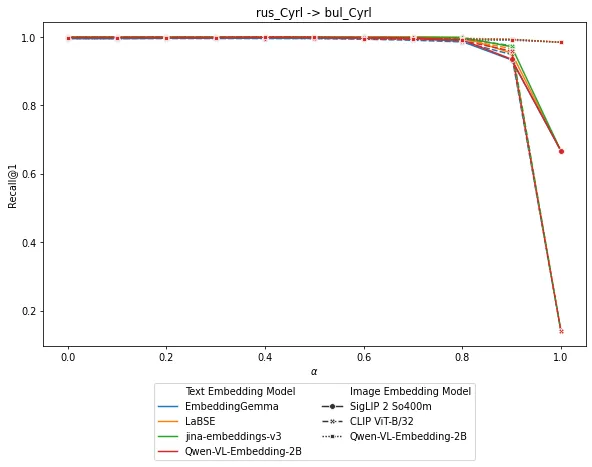 rus_Cyrl -> bul_Cyrl
1.0
0.8
0.6
0.4
0.2
Recall@1
0.0 0.2 0.4 0.6 0.8 1.0
α
Text Embedding Model
EmbeddingGemma
LaBSE
jina-embeddings-v3
Qwen-VL-Embedding-2B
Image Embedding Model
SigLIP 2 So400m
CLIP ViT-B/32
Qwen-VL-Embedding-2B